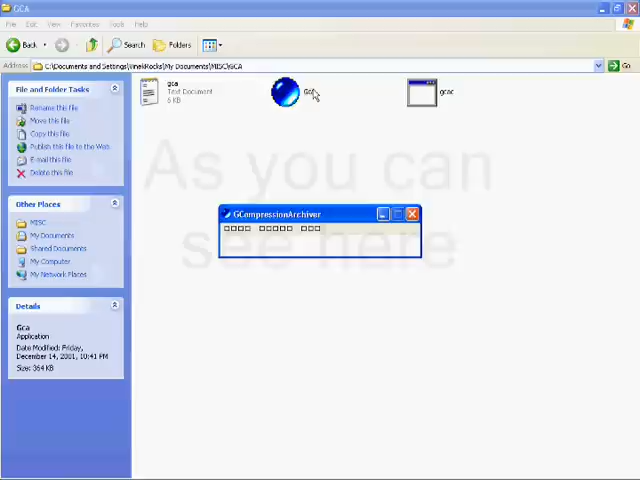 GCA
File Edit View Favorites Tools Help
Back Search Folders
Address C:\Documents and Settings\VinekRocks\My Documents\MISC\GCA Go
File and Folder Tasks
Rename this file
Move this file
Copy this file
Publish this file to the Web
E-mail this file
Delete this file
Other Places
MISC
My Documents
Shared Documents
My Computer
My Network Places
Details
Gca
Application
Date Modified: Friday,
December 14, 2001, 10:41 PM
Size: 364 KB
gca
Text Document
6 KB
Gca
gcac
As you can
see here
GCompressionArchiver
□□□□ □□□□□ □□□